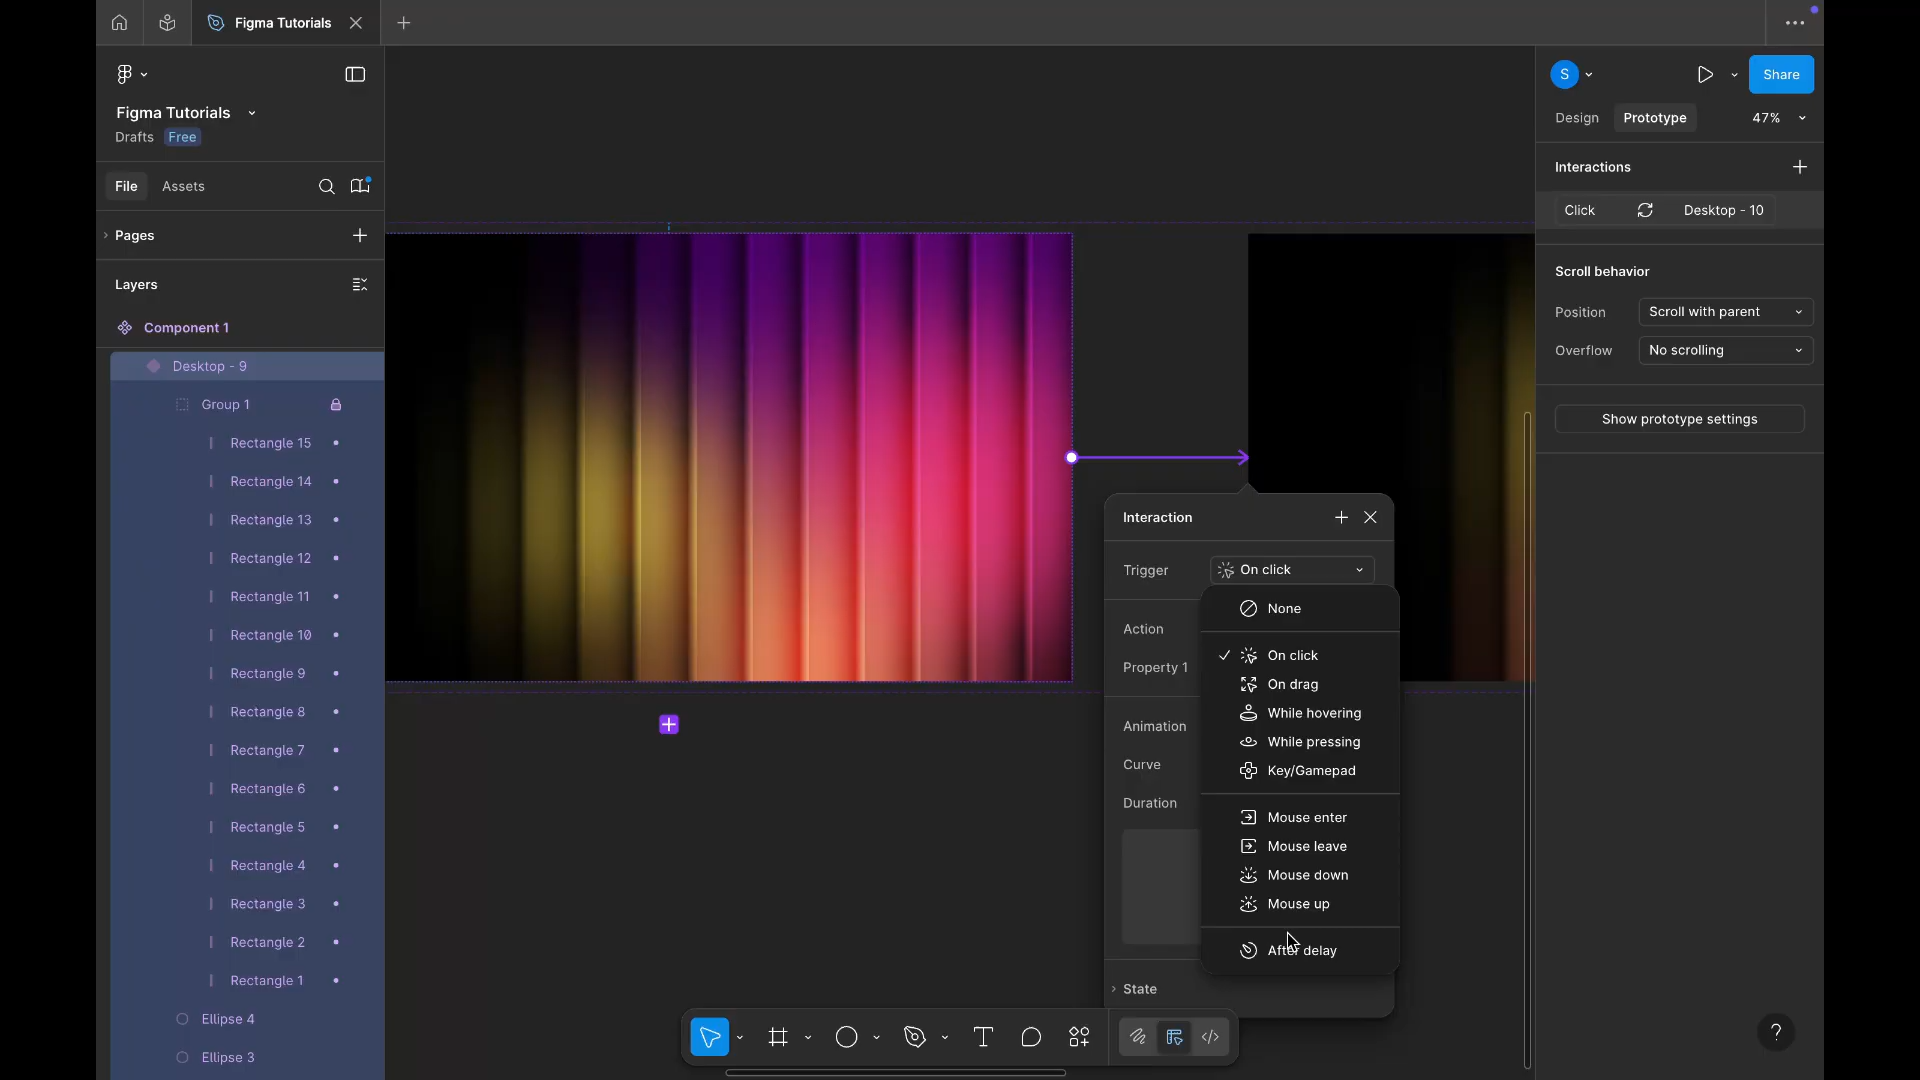 Figma Tutorials
Figma Tutorials
Drafts Free
File Assets
Pages
Layers
Component 1
Desktop - 9
Group 1
Rectangle 15
Rectangle 14
Rectangle 13
Rectangle 12
Rectangle 11
Rectangle 10
Rectangle 9
Rectangle 8
Rectangle 7
Rectangle 6
Rectangle 5
Rectangle 4
Rectangle 3
Rectangle 2
Rectangle 1
Ellipse 4
Ellipse 3
Interaction
Trigger On click
None
Action
On click
Property 1
On drag
While hovering
Animation
While pressing
Curve
Key/Gamepad
Duration
Mouse enter
Mouse leave
Mouse down
Mouse up
After delay
State
S Share
Design Prototype 47%
Interactions
Click Desktop - 10
Scroll behavior
Position Scroll with parent
Overflow No scrolling
Show prototype settings
?